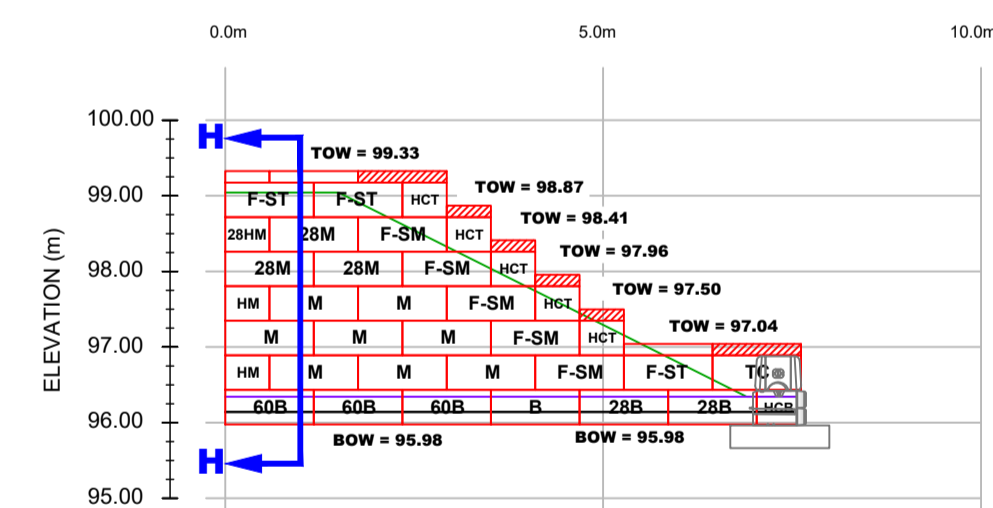 0.0m 5.0m 10.0m
ELEVATION (m)
100.00
H
TOW = 99.33
TOW = 98.87
99.00
F-ST F-ST HCT
TOW = 98.41
28HM 28M F-SM HCT
TOW = 97.96
98.00
28M 28M F-SM HCT
TOW = 97.50
HM M M F-SM HCT
TOW = 97.04
97.00
M M M F-SM HCT
HM M M M F-SM F-ST TC
60B 60B 60B B 28B 28B HCB
96.00
BOW = 95.98 BOW = 95.98
H
95.00